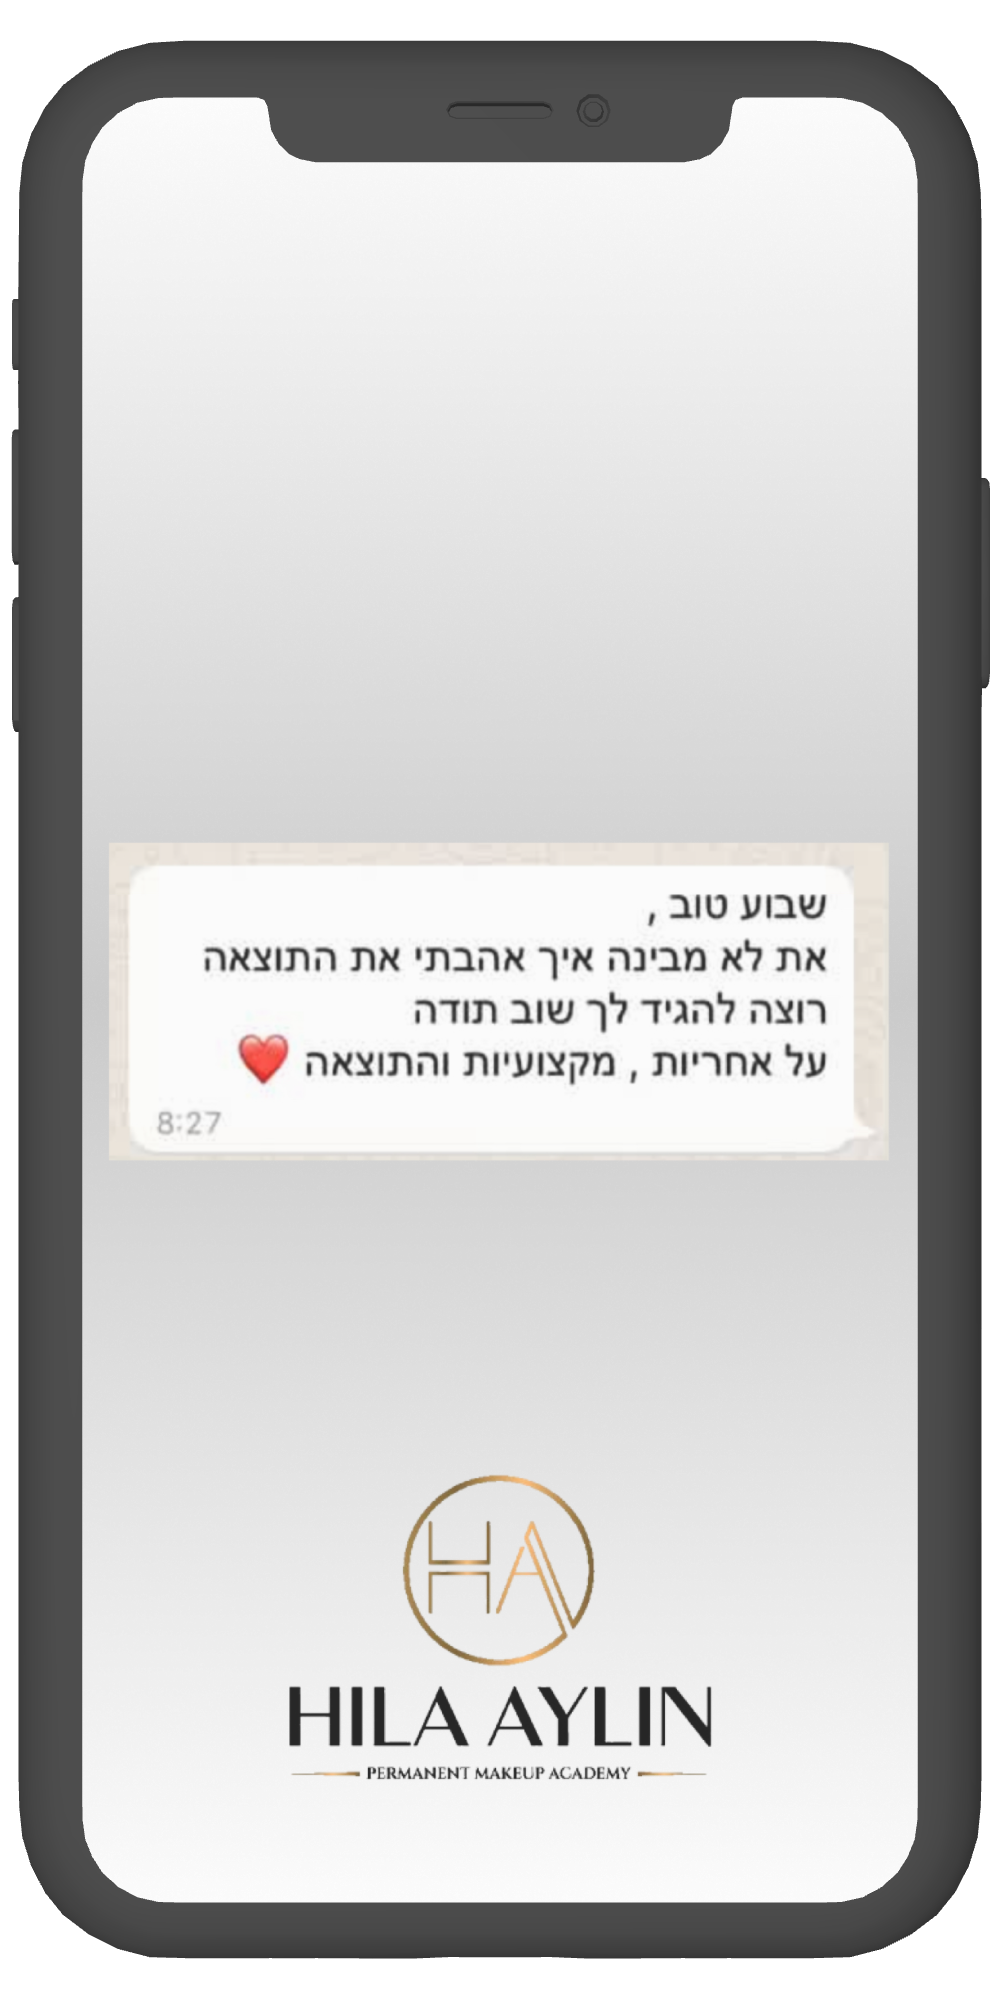 שבוע טוב ,
את לא מבינה איך אהבתי את התוצאה
רוצה להגיד לך שוב תודה
על אחריות , מקצועיות והתוצאה ❤️
8:27
HA
HILA AYLIN
PERMANENT MAKEUP ACADEMY